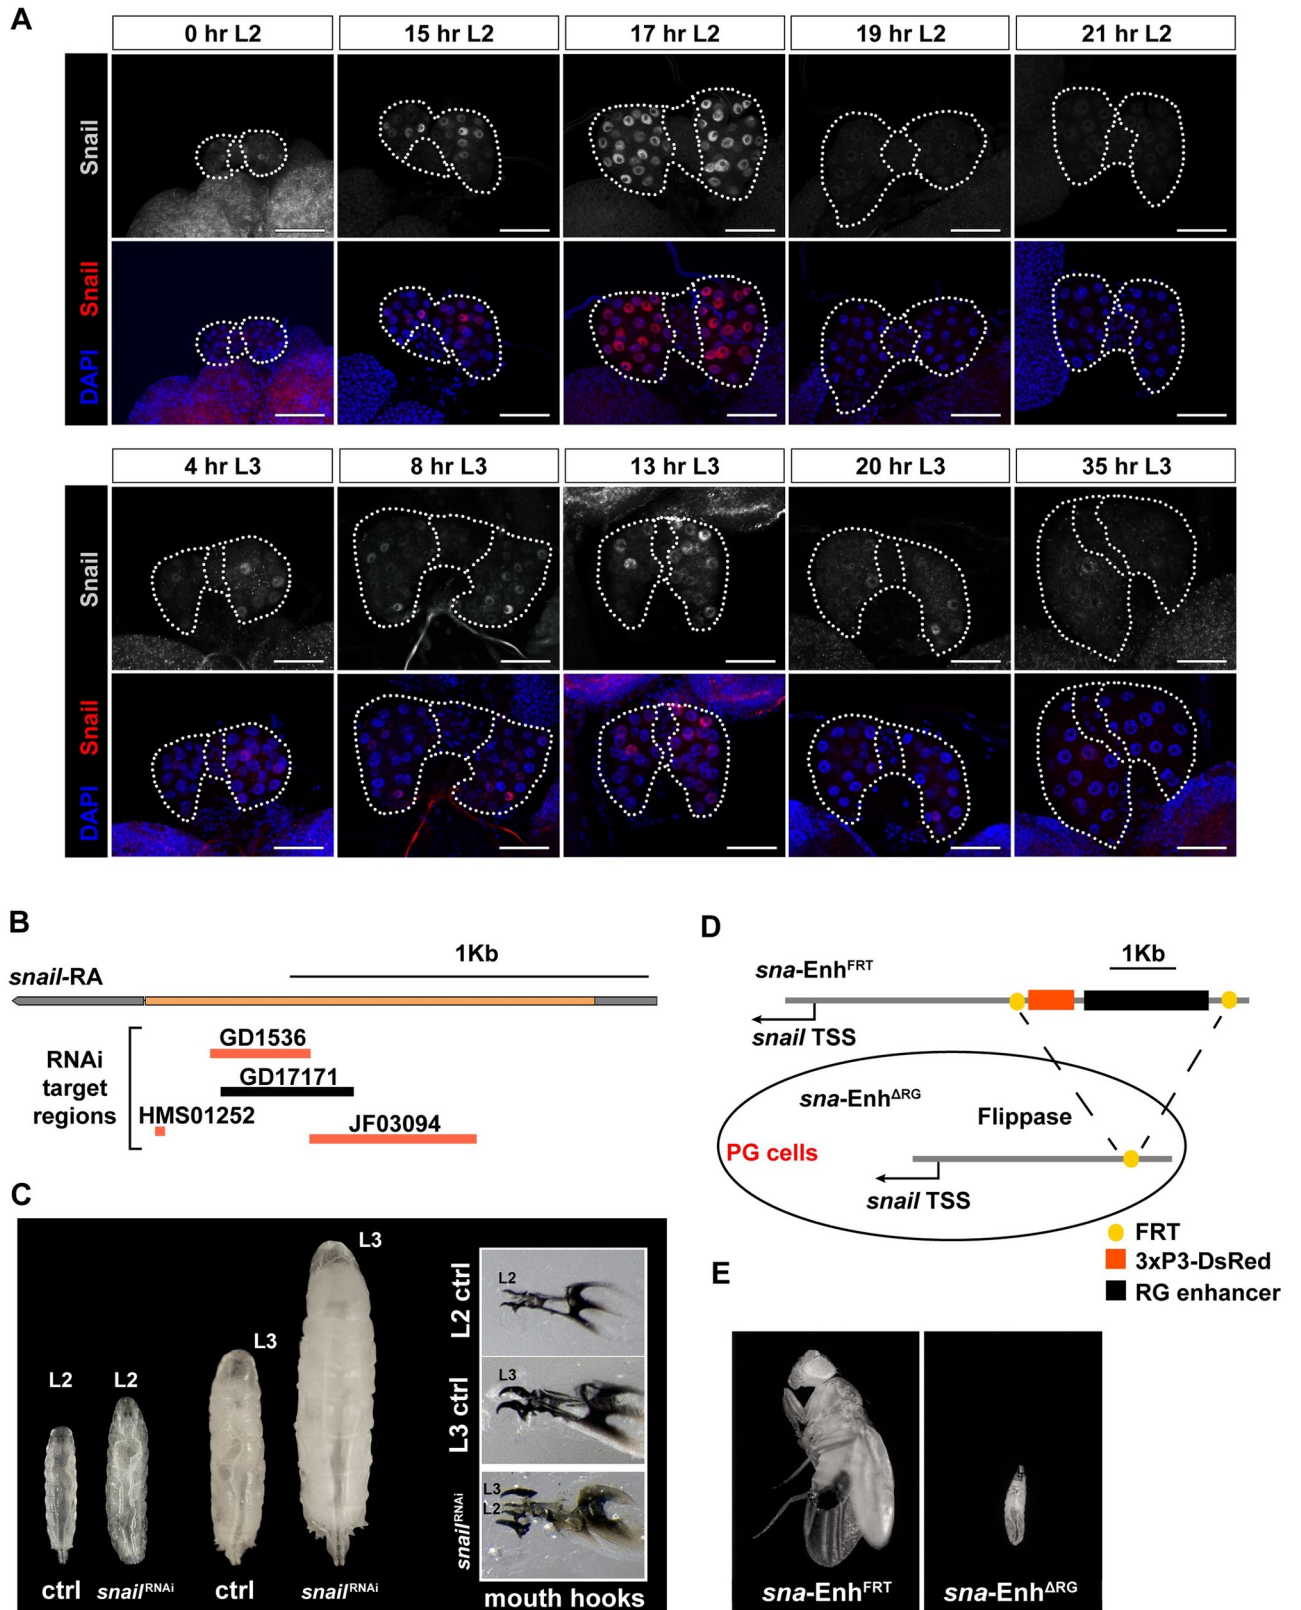 A
0 hr L2
15 hr L2
17 hr L2
19 hr L2
21 hr L2
Snail
DAPI Snail
4 hr L3
8 hr L3
13 hr L3
20 hr L3
35 hr L3
Snail
DAPI Snail
B
1Kb
snail-RA
RNAi
target
regions
GD1536
GD17171
HMS01252
JF03094
C
L2
L2
L3
L3
ctrl
snailRNAi
ctrl
snailRNAi
L2 ctrl
L3 ctrl
snailRNAi
L2
L3
L3
L2
mouth hooks
D
1Kb
sna-EnhFRT
snail TSS
sna-EnhΔRG
Flippase
PG cells
snail TSS
FRT
3xP3-DsRed
RG enhancer
E
sna-EnhFRT
sna-EnhΔRG